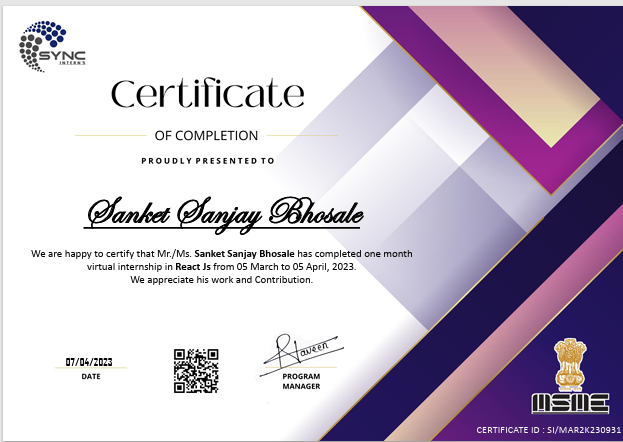 SYNC
INTERNS
Certificate
OF COMPLETION
PROUDLY PRESENTED TO
Sanket Sanjay Bhosale
We are happy to certify that Mr./Ms. Sanket Sanjay Bhosale has completed one month
virtual internship in React Js from 05 March to 05 April, 2023.
We appreciate his work and Contribution.
07/04/2023
DATE
Naveen
PROGRAM
MANAGER
MSME
CERTIFICATE ID : SI/MAR2K230931